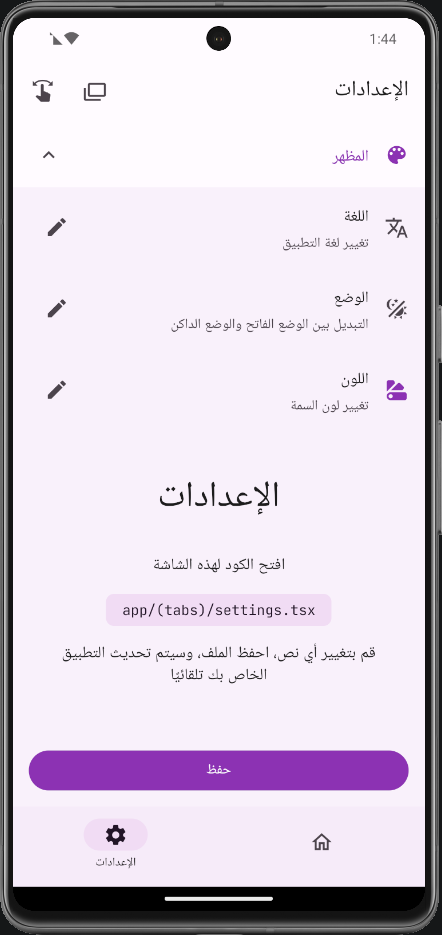 1:44
الإعدادات
المظهر
اللغة
تغيير لغة التطبيق
الوضع
التبديل بين الوضع الفاتح والوضع الداكن
اللون
تغيير لون السمة
الإعدادات
افتح الكود لهذه الشاشة
app/(tabs)/settings.tsx
قم بتغيير أي نص، احفظ الملف، وسيتم تحديث التطبيق
الخاص بك تلقائيًا
حفظ
الإعدادات